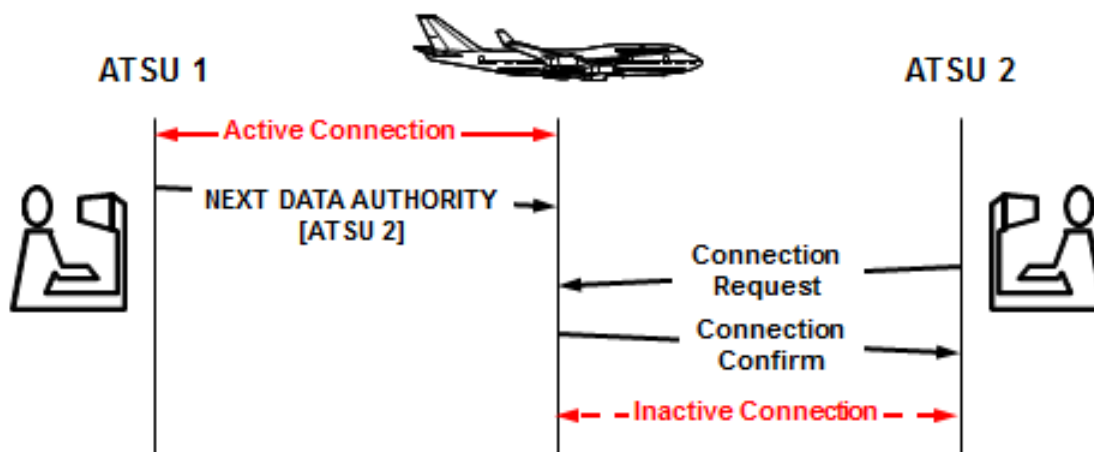 ATSU 1
ATSU 2
Active Connection
NEXT DATA AUTHORITY
[ATSU 2]
Connection
Request
Connection
Confirm
Inactive Connection